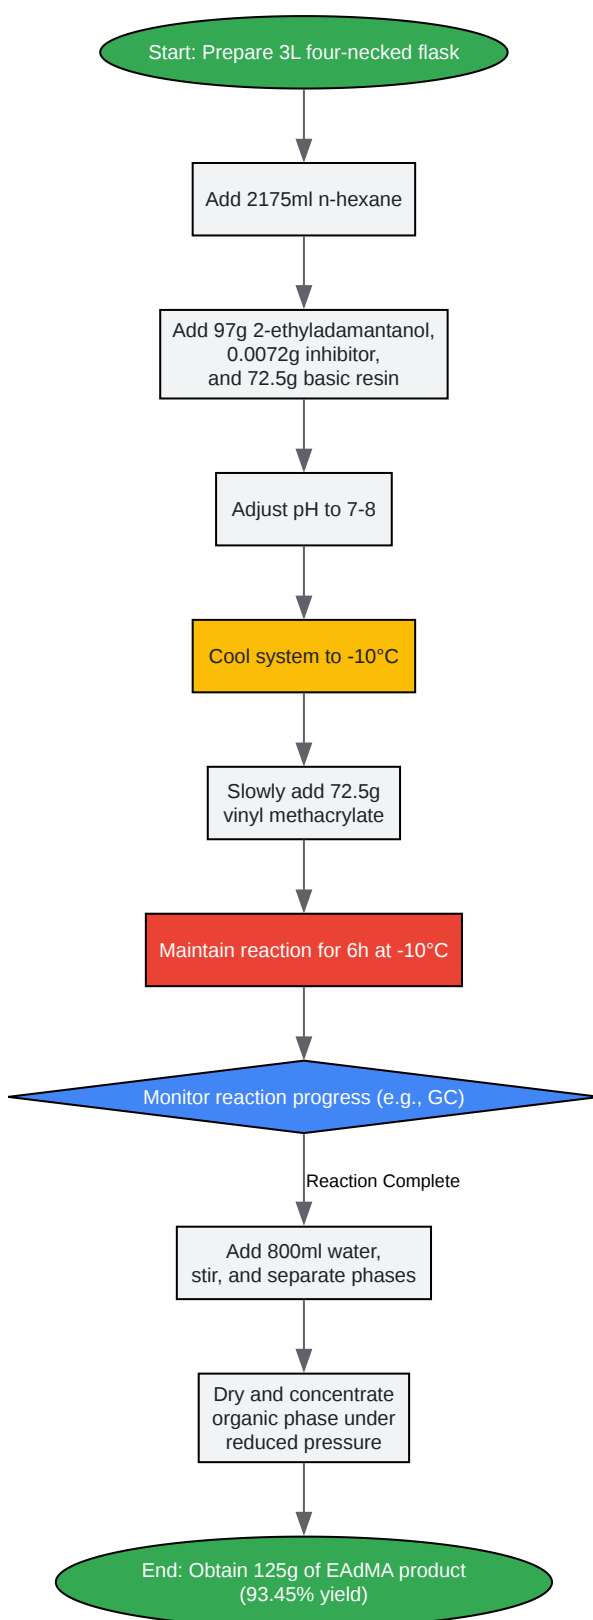 Start: Prepare 3L four-necked flask
Add 2175ml n-hexane
Add 97g 2-ethyladamantanol,
0.0072g inhibitor,
and 72.5g basic resin
Adjust pH to 7-8
Cool system to -10°C
Slowly add 72.5g
vinyl methacrylate
Maintain reaction for 6h at -10°C
Monitor reaction progress (e.g., GC)
Reaction Complete
Add 800ml water,
stir, and separate phases
Dry and concentrate
organic phase under
reduced pressure
End: Obtain 125g of EAdMA product
(93.45% yield)